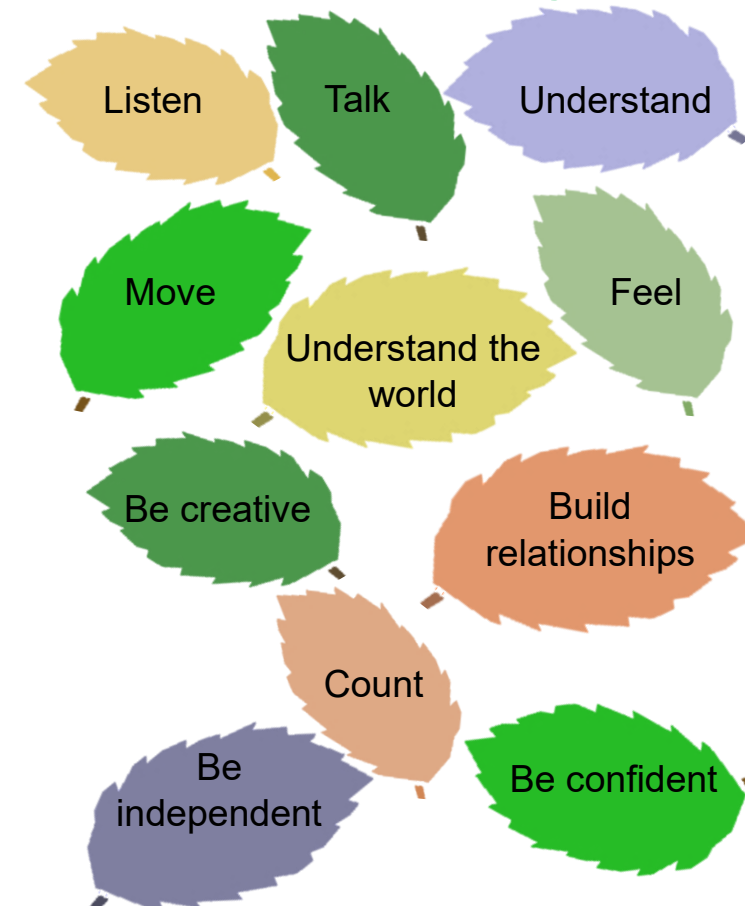 Listen
Talk
Understand
Move
Feel
Understand the
world
Be creative
Build
relationships
Count
Be
independent
Be confident